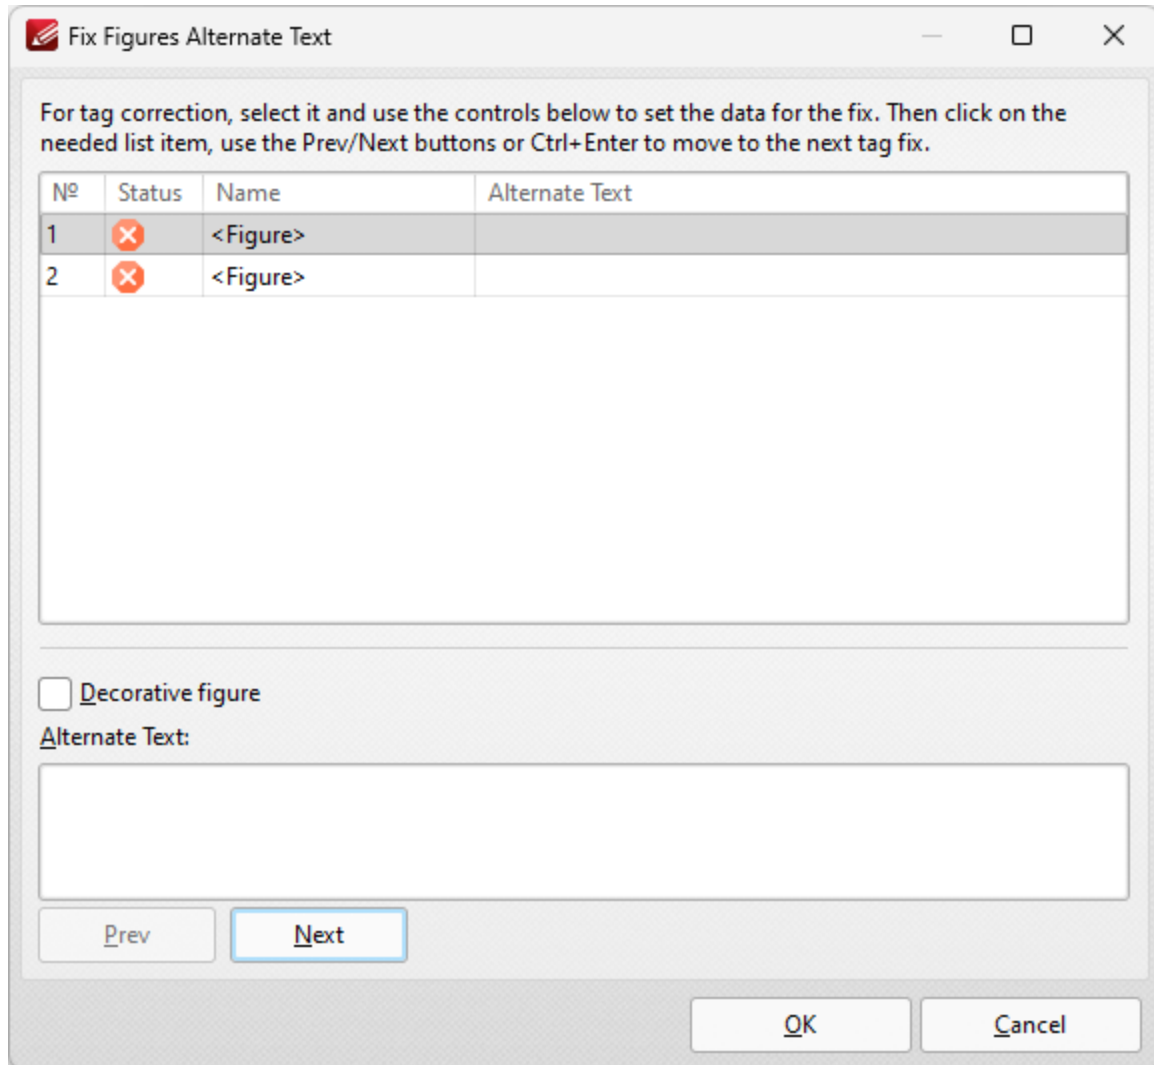 Fix Figures Alternate Text
For tag correction, select it and use the controls below to set the data for the fix. Then click on the
needed list item, use the Prev/Next buttons or Ctrl+Enter to move to the next tag fix.
Nº Status Name Alternate Text
1 <Figure>
2 <Figure>
Decorative figure
Alternate Text:
Prev Next
OK Cancel